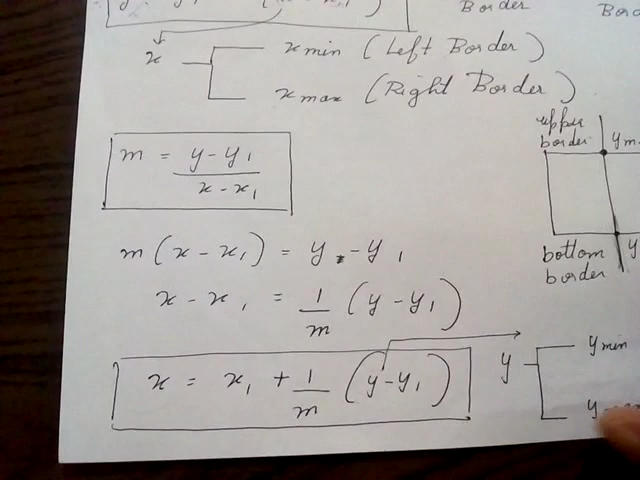 Border
x
xmin (Left Border)
xmax (Right Border)
upper
border
m = y - y1 / x - x1
m (x - x1) = y - y1
bottom
border
x - x1 = 1/m (y - y1)
x = x1 + 1/m (y - y1)
y
ymin